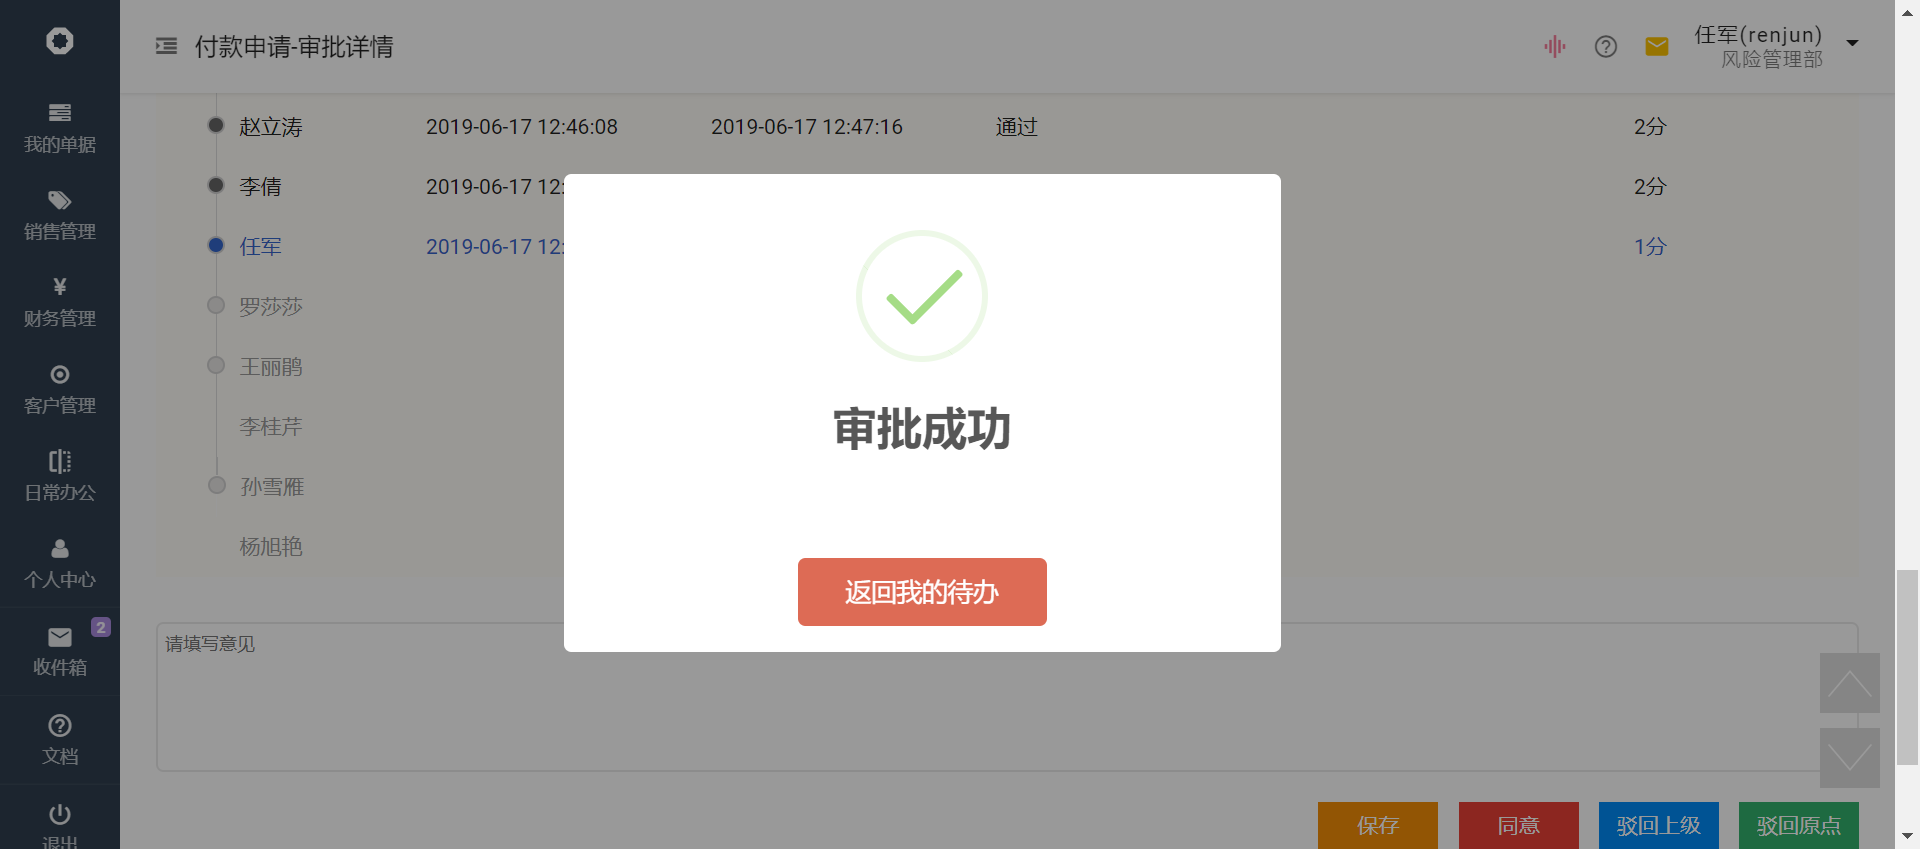 付款申请-审批详情
任军(renjun)
风险管理部
我的单据
销售管理
¥
财务管理
客户管理
日常办公
个人中心
2
收件箱
文档
退出
赵立涛 2019-06-17 12:46:08 2019-06-17 12:47:16 通过 2分
李倩 2019-06-17 12: 2分
任军 2019-06-17 12: 1分
罗莎莎
王丽鹃
李桂芹
孙雪雁
杨旭艳
审批成功
返回我的待办
请填写意见
保存 同意 驳回上级 驳回原点